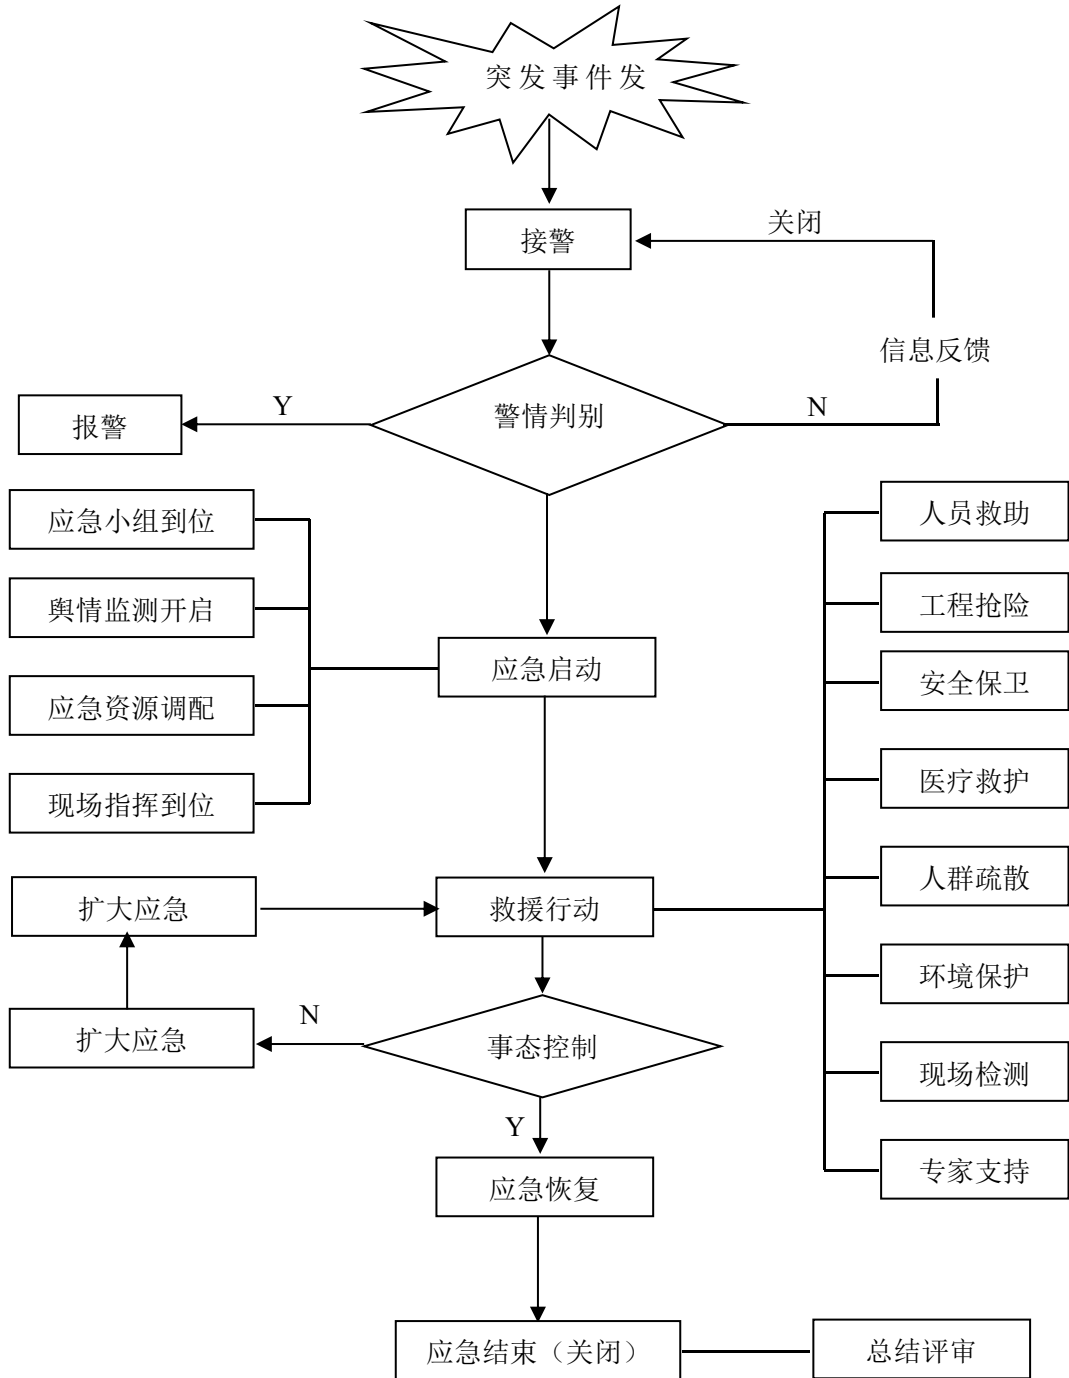 突发事件发
接警
关闭
信息反馈
警情判别
Y
N
报警
应急小组到位
舆情监测开启
应急资源调配
现场指挥到位
应急启动
人员救助
工程抢险
安全保卫
医疗救护
人群疏散
环境保护
现场检测
专家支持
扩大应急
救援行动
扩大应急
N
事态控制
Y
应急恢复
应急结束（关闭）
总结评审